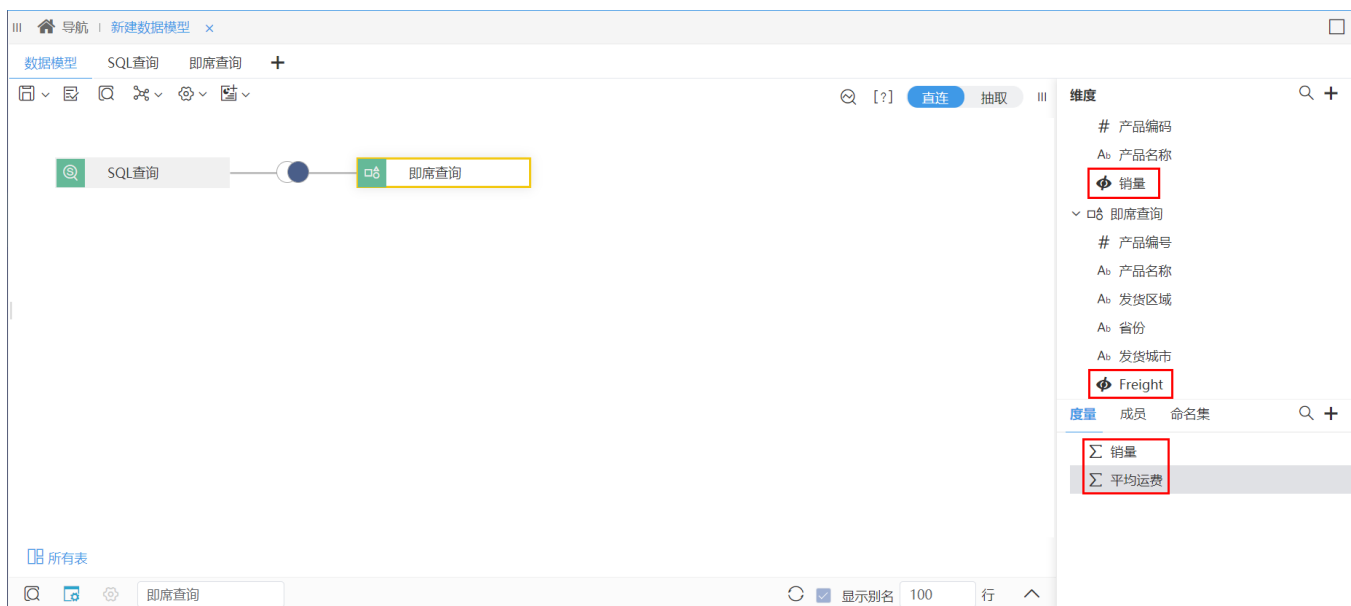 导航 新建数据模型 ×
数据模型 SQL查询 即席查询 +
[?] 直连 抽取
SQL查询 即席查询
所有表
即席查询 显示别名 100 行
维度
# 产品编码
Ab 产品名称
销量
即席查询
# 产品编号
Ab 产品名称
Ab 发货区域
Ab 省份
Ab 发货城市
Freight
度量 成员 命名集
∑ 销量
∑ 平均运费